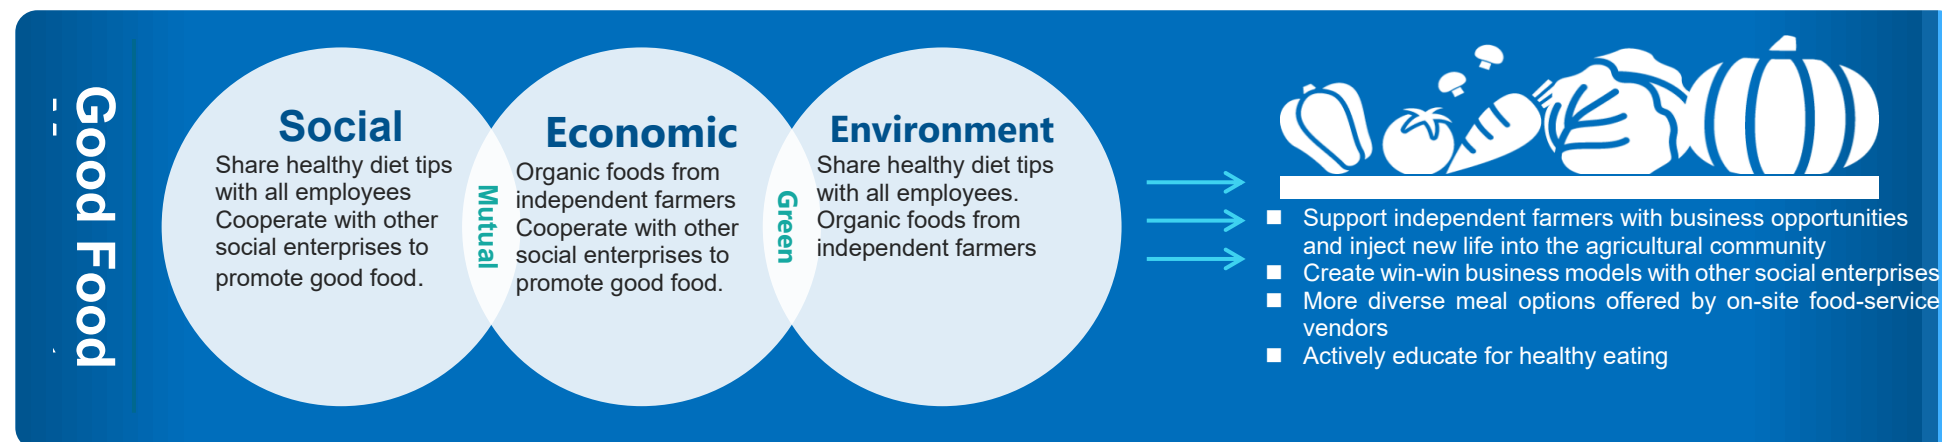 Good Food
Social
Share healthy diet tips
with all employees
Cooperate with other
social enterprises to
promote good food.
Mutual
Economic
Organic foods from
independent farmers
Cooperate with other
social enterprises to
promote good food.
Green
Environment
Share healthy diet tips
with all employees.
Organic foods from
independent farmers
Support independent farmers with business opportunities
and inject new life into the agricultural community
Create win-win business models with other social enterprises
More diverse meal options offered by on-site food-service
vendors
Actively educate for healthy eating